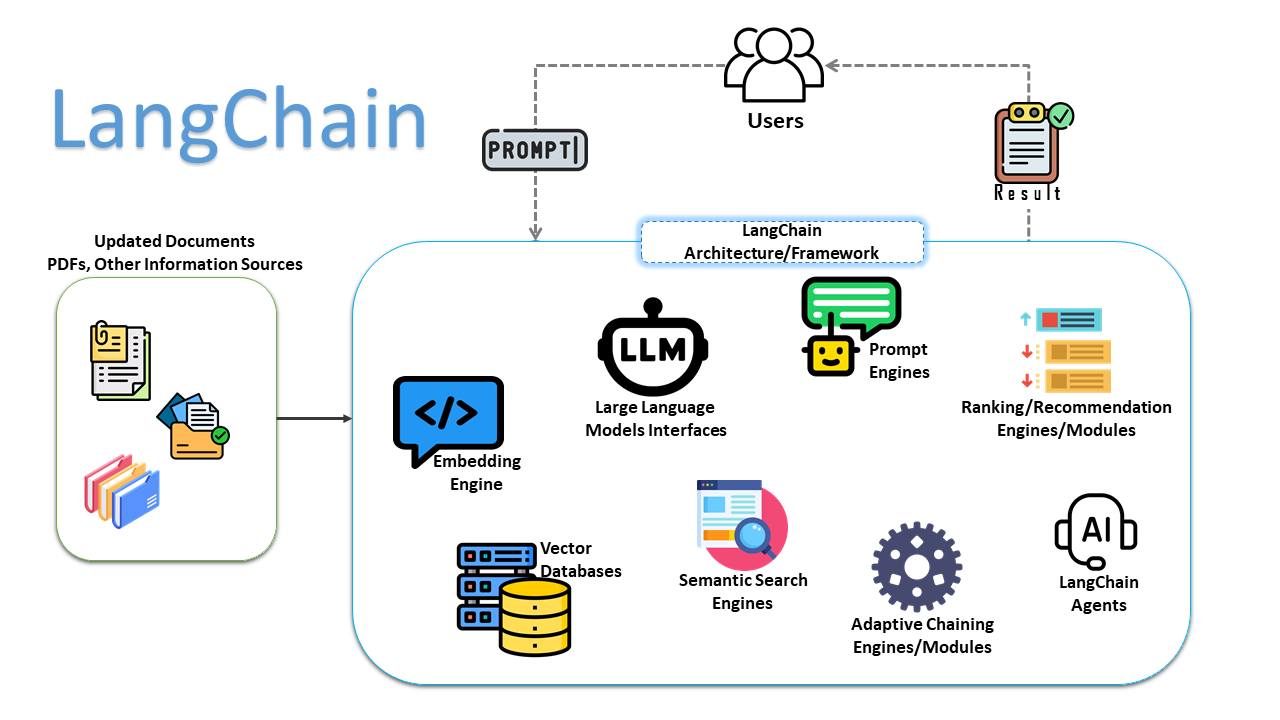 LangChain
Users
PROMPT
Result
Updated Documents
PDFs, Other Information Sources
LangChain
Architecture/Framework
LLM
Large Language
Models Interfaces
Prompt
Engines
Ranking/Recommendation
Engines/Modules
</>
Embedding
Engine
Vector
Databases
Semantic Search
Engines
Adaptive Chaining
Engines/Modules
AI
LangChain
Agents